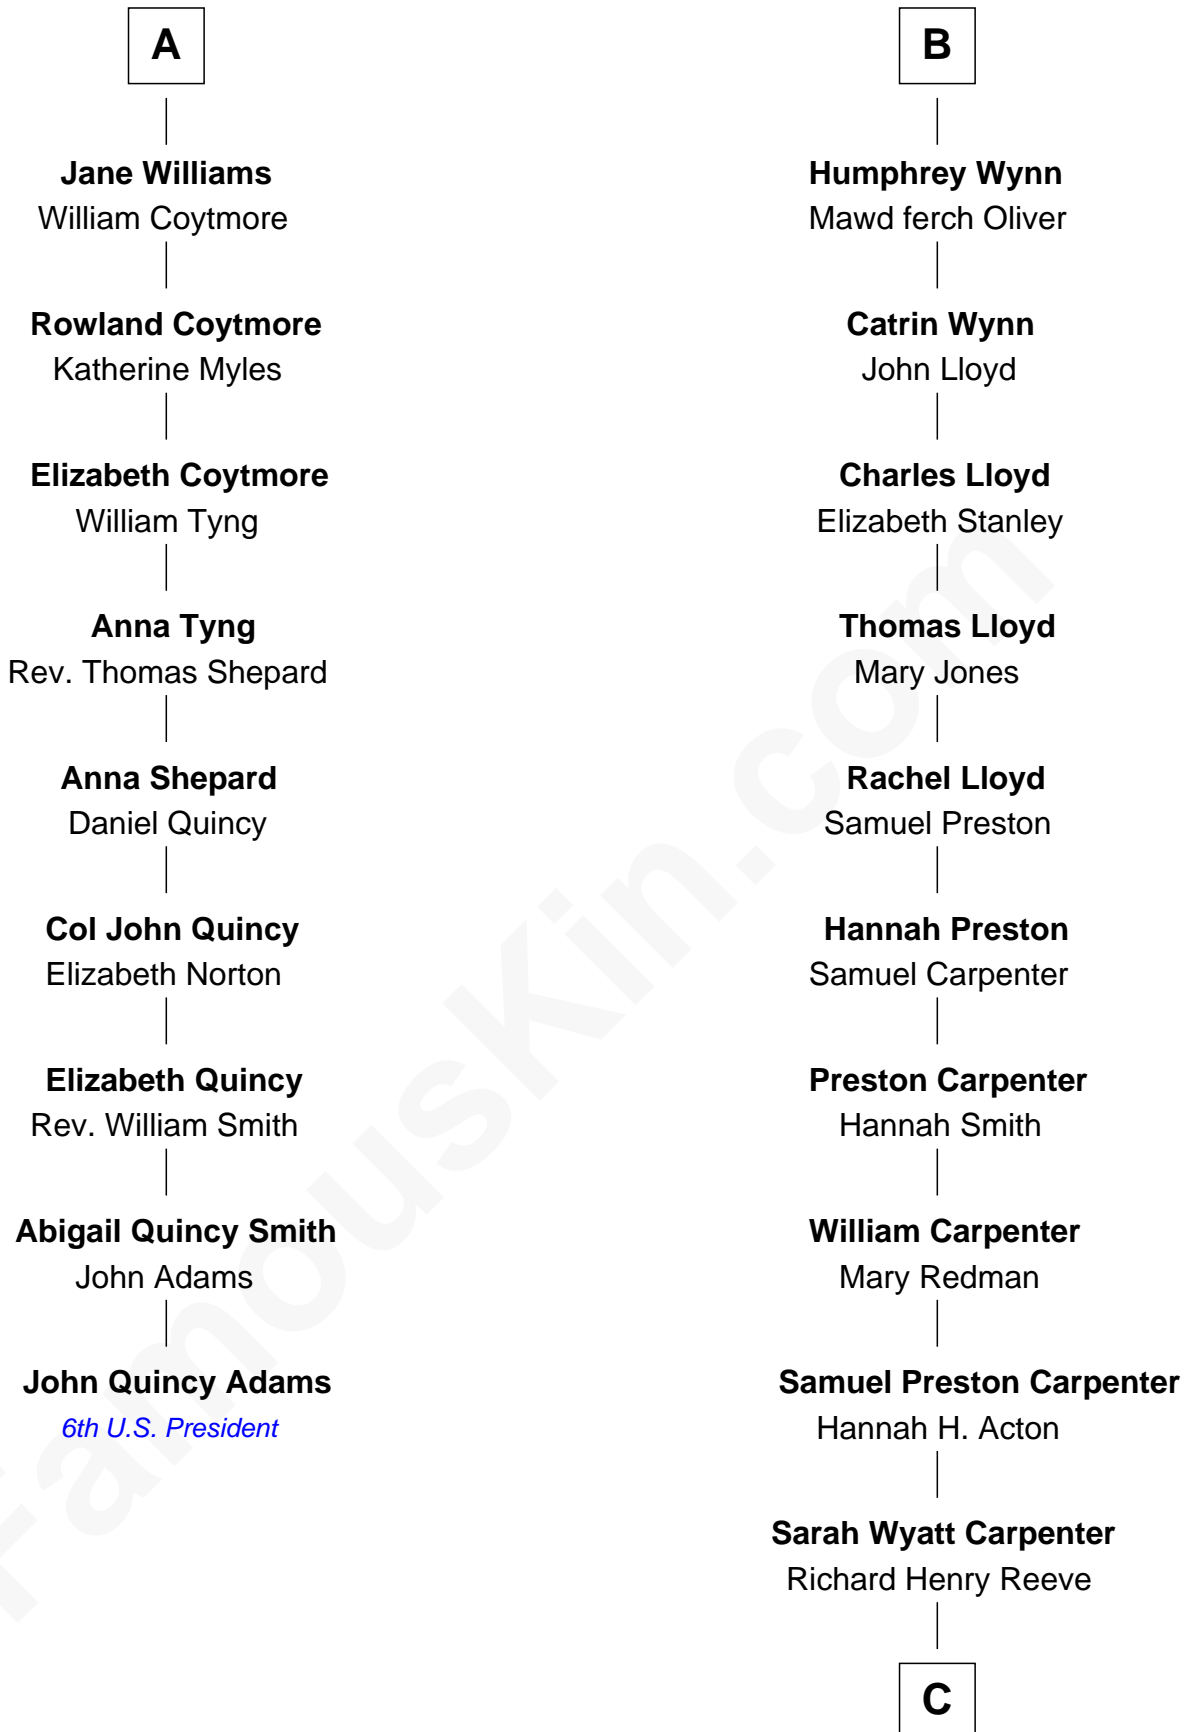 A
Jane Williams
William Coytmore
Rowland Coytmore
Katherine Myles
Elizabeth Coytmore
William Tyng
Anna Tyng
Rev. Thomas Shepard
Anna Shepard
Daniel Quincy
Col John Quincy
Elizabeth Norton
Elizabeth Quincy
Rev. William Smith
Abigail Quincy Smith
John Adams
John Quincy Adams
6th U.S. President
B
Humphrey Wynn
Mawd ferch Oliver
Catrin Wynn
John Lloyd
Charles Lloyd
Elizabeth Stanley
Thomas Lloyd
Mary Jones
Rachel Lloyd
Samuel Preston
Hannah Preston
Samuel Carpenter
Preston Carpenter
Hannah Smith
William Carpenter
Mary Redman
Samuel Preston Carpenter
Hannah H. Acton
Sarah Wyatt Carpenter
Richard Henry Reeve
C
FamousKin.com